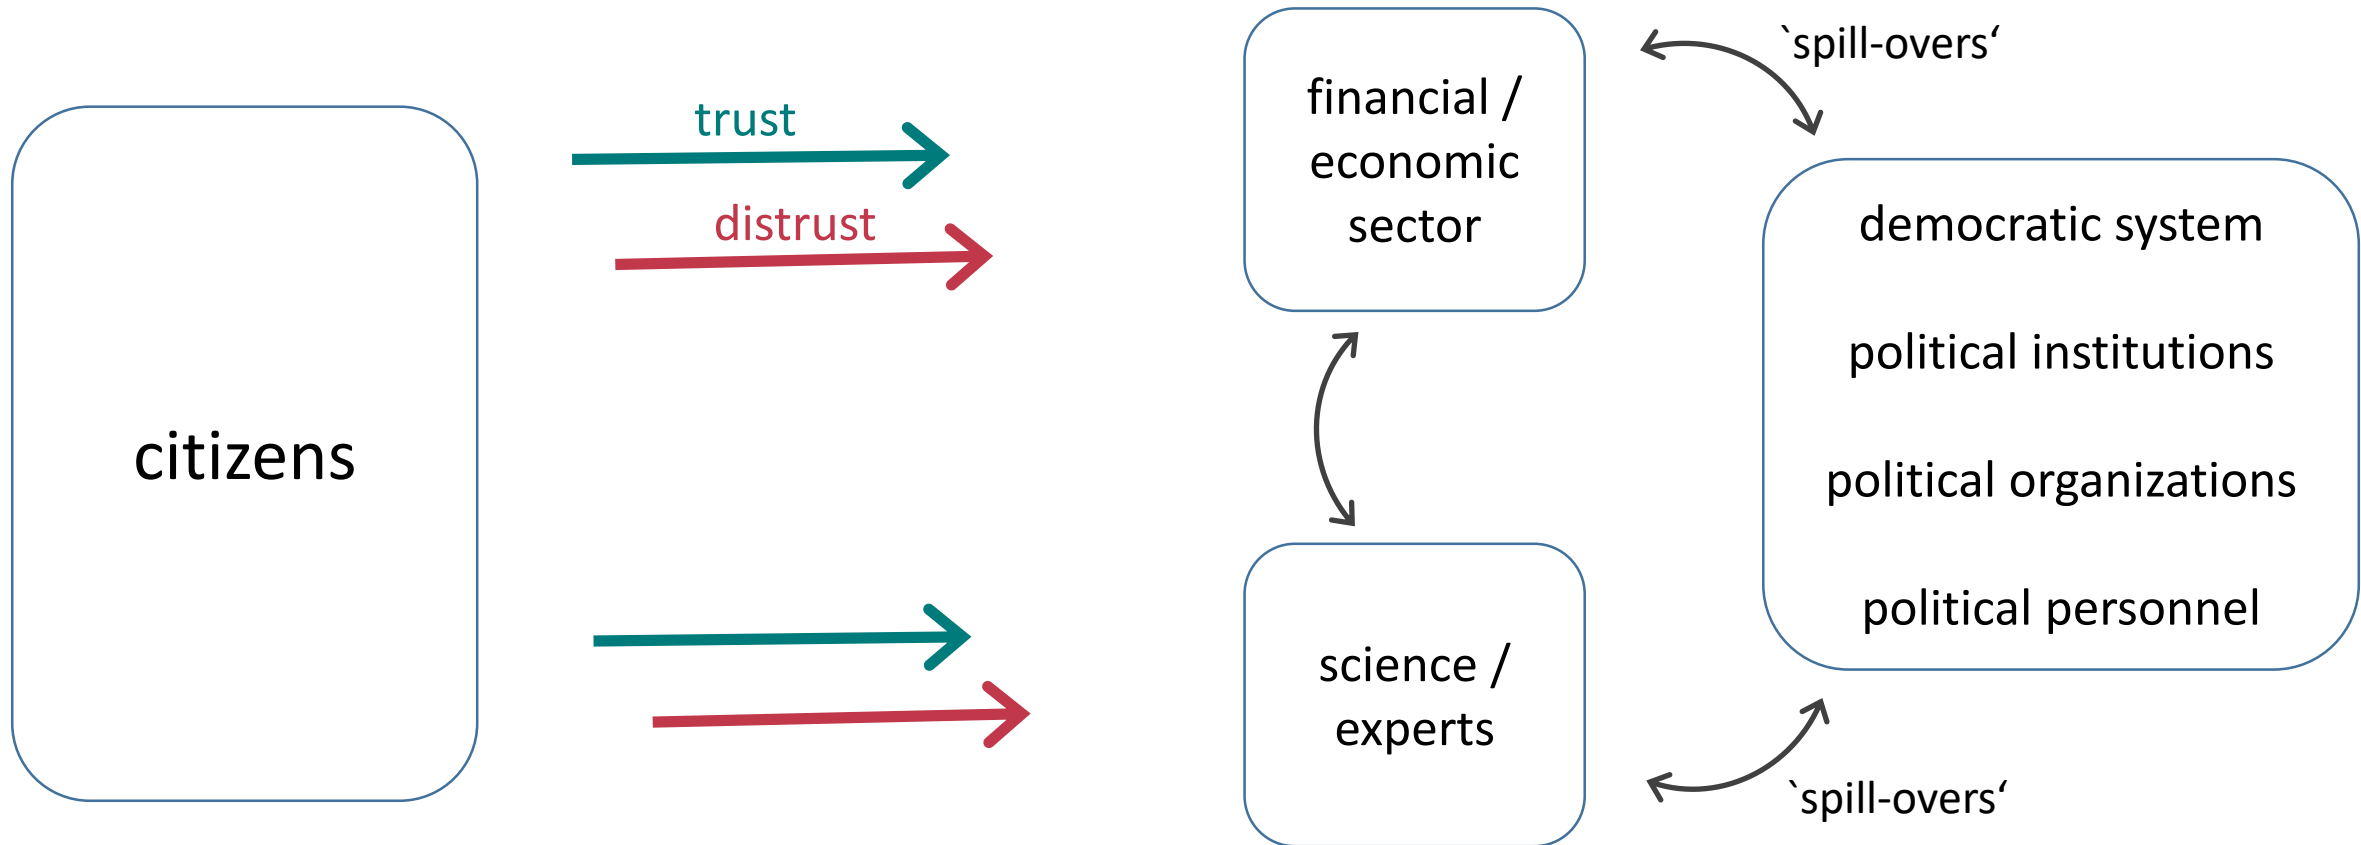 citizens
trust
distrust
financial /
economic
sector
science /
experts
`spill-overs‘
democratic system
political institutions
political organizations
political personnel
`spill-overs‘